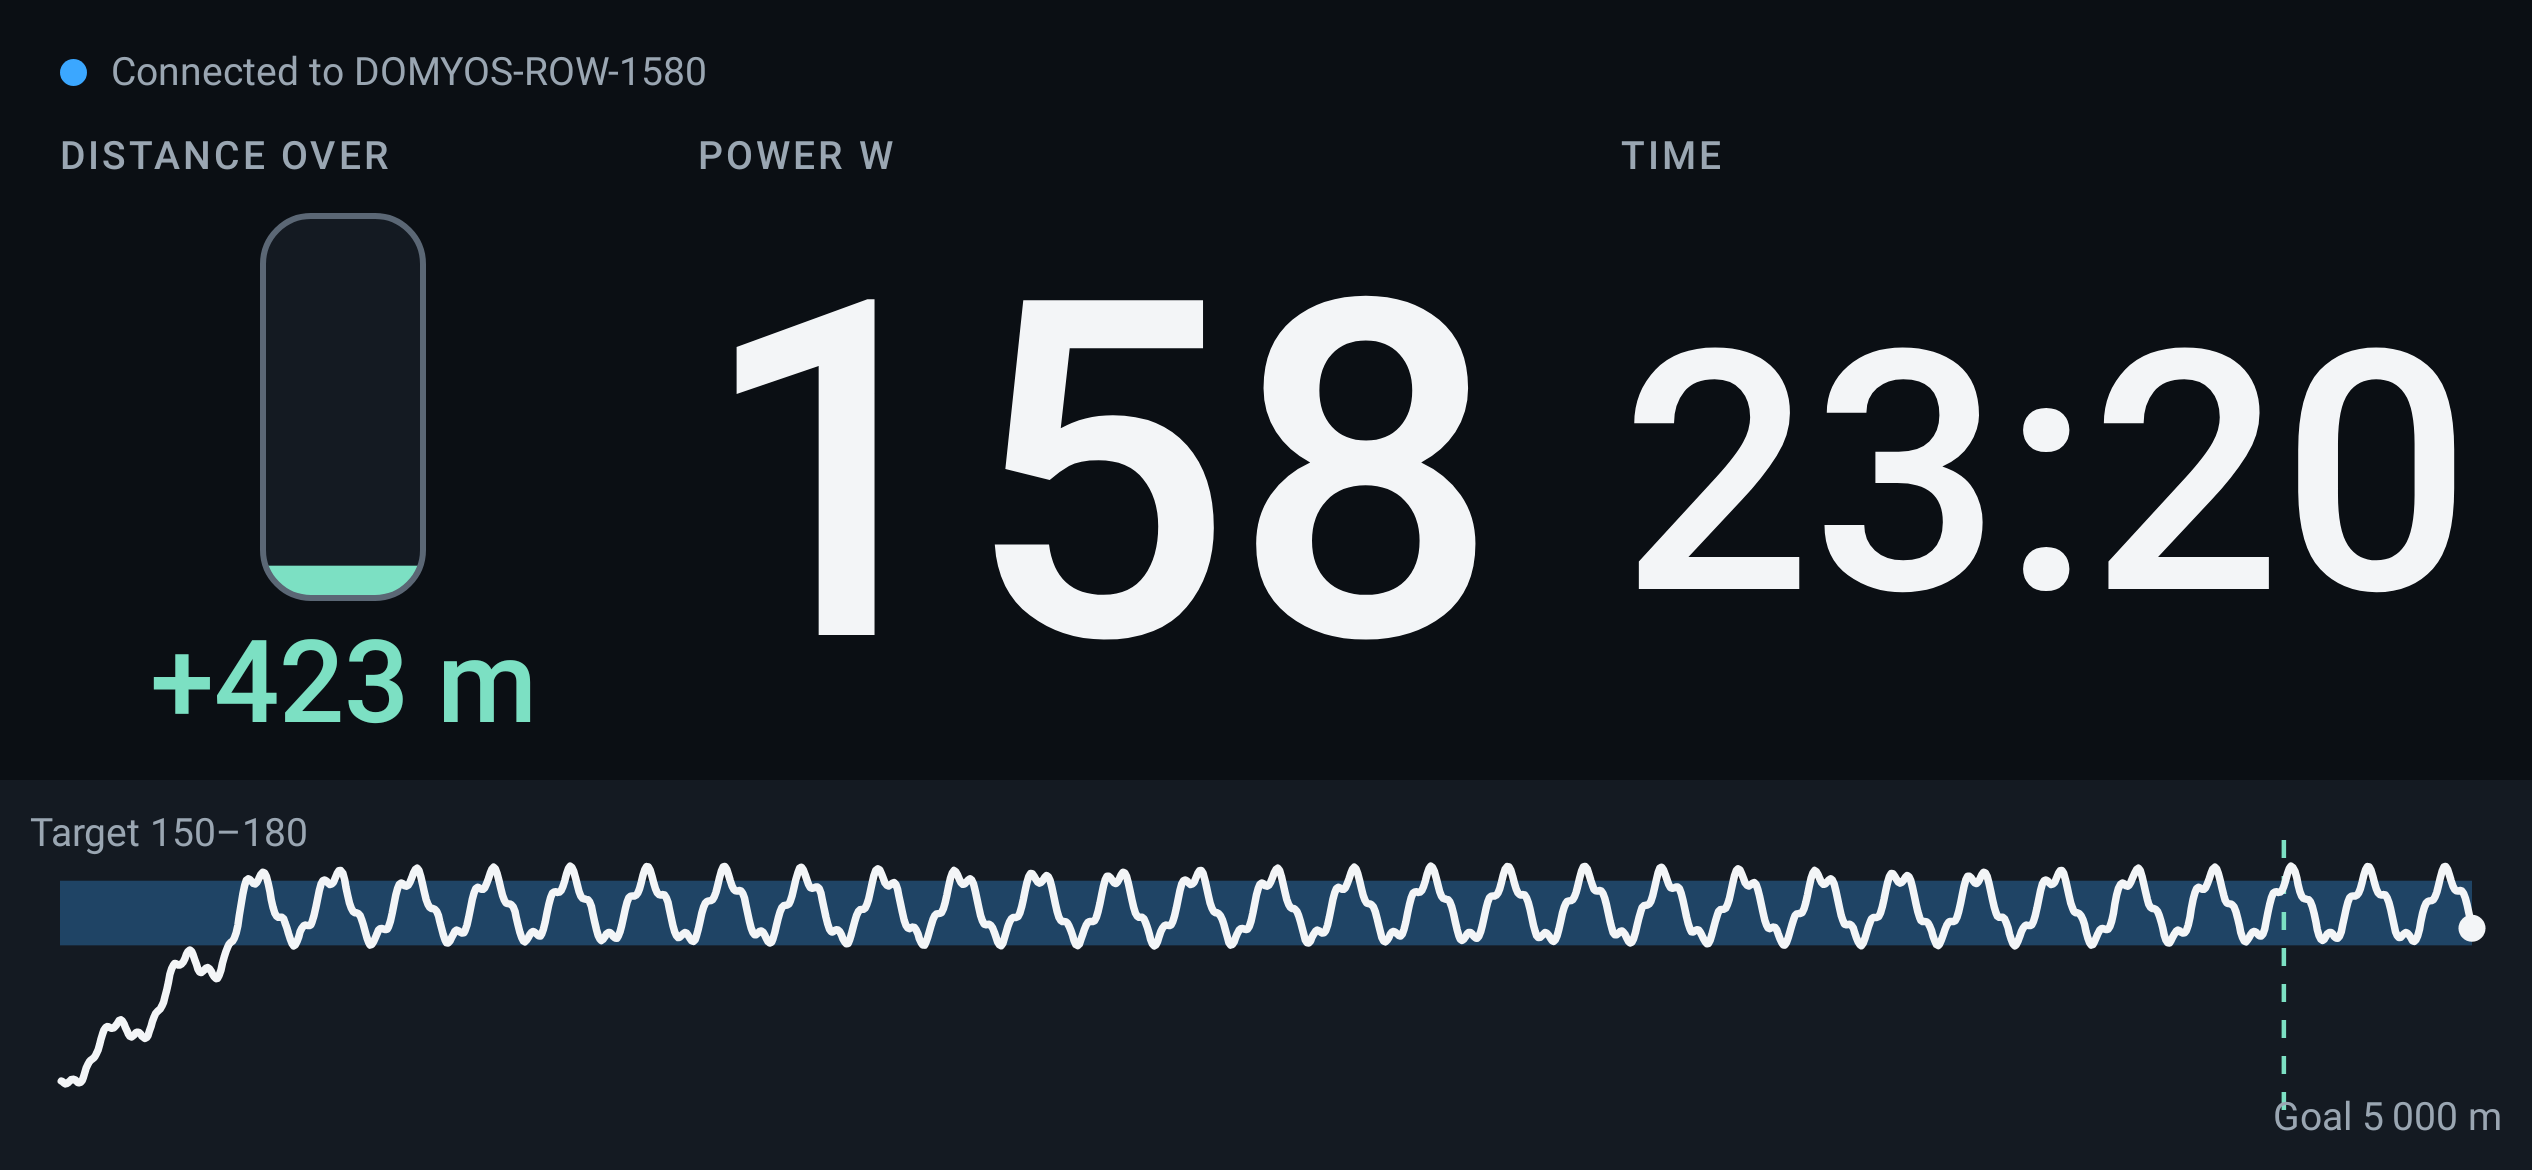 Connected to DOMYOS-ROW-1580
DISTANCE OVER
POWER W
TIME
158
23:20
+423 m
Target 150–180
Goal 5 000 m